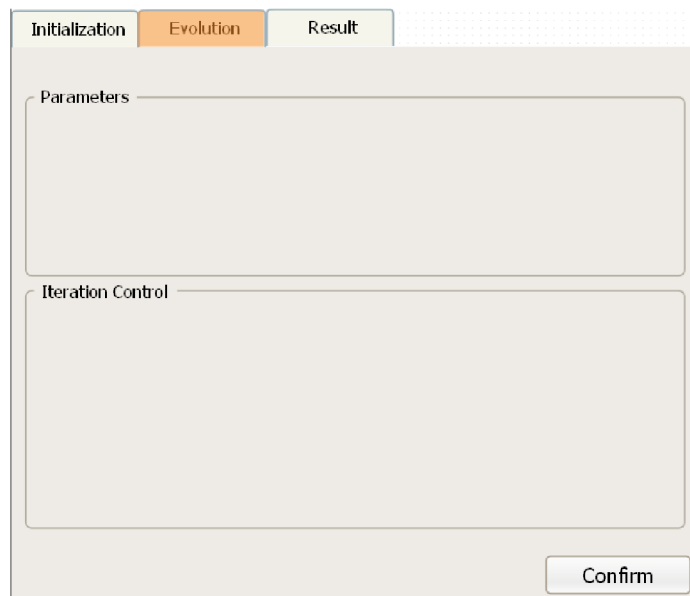 Initialization Evolution Result
Parameters
Iteration Control
Confirm